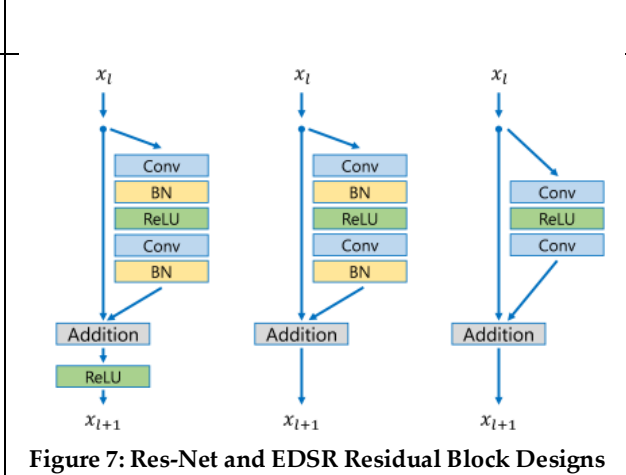 x_l x_l x_l
Conv Conv
BN BN Conv
ReLU ReLU ReLU
Conv Conv Conv
BN BN
Addition Addition Addition
ReLU
x_{l+1} x_{l+1} x_{l+1}
Figure 7: Res-Net and EDSR Residual Block Designs